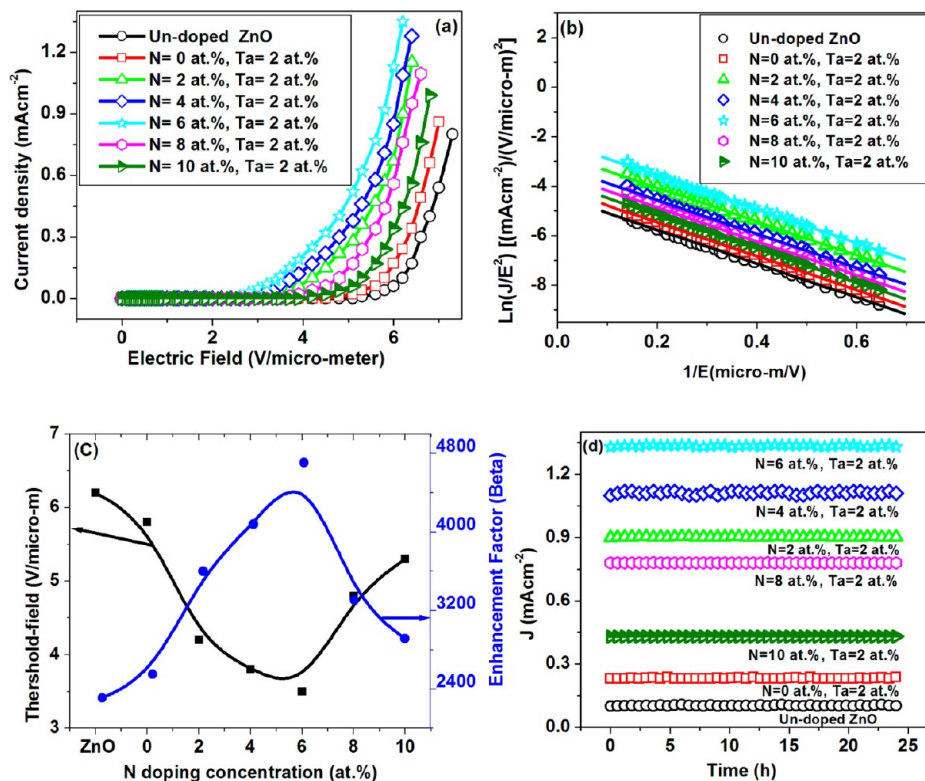 (a)
Un-doped ZnO
N= 0 at.%, Ta= 2 at.%
N= 2 at.%, Ta= 2 at.%
N= 4 at.%, Ta= 2 at.%
N= 6 at.%, Ta= 2 at.%
N= 8 at.%, Ta= 2 at.%
N= 10 at.%, Ta= 2 at.%
Current density (mAcm⁻²)
1.2
0.9
0.6
0.3
0.0
0 2 4 6
Electric Field (V/micro-meter)
(b)
Un-doped ZnO
N=0 at.%, Ta=2 at.%
N=2 at.%, Ta=2 at.%
N=4 at.%, Ta=2 at.%
N=6 at.%, Ta=2 at.%
N=8 at.%, Ta=2 at.%
N=10 at.%, Ta=2 at.%
Ln(J/E²) [(mAcm⁻²)/(V/micro-m)²]
2
0
-2
-4
-6
-8
0.2 0.3 0.4 0.5 0.6
1/E(micro-m/V)
(C)
Thershold-field (V/micro-m)
7
6
5
4
3
ZnO 0 2 4 6 8 10
N doping concentration (at.%)
4800
4000
3200
2400
Enhancement Factor (Beta)
(d)
J (mAcm⁻²)
1.2
0.9
0.6
0.3
0.0
N=6 at.%, Ta=2 at.%
N=4 at.%, Ta=2 at.%
N=2 at.%, Ta=2 at.%
N=8 at.%, Ta=2 at.%
N=10 at.%, Ta=2 at.%
N=0 at.%, Ta=2 at.%
Un-doped ZnO
0 5 10 15 20 25
Time (h)